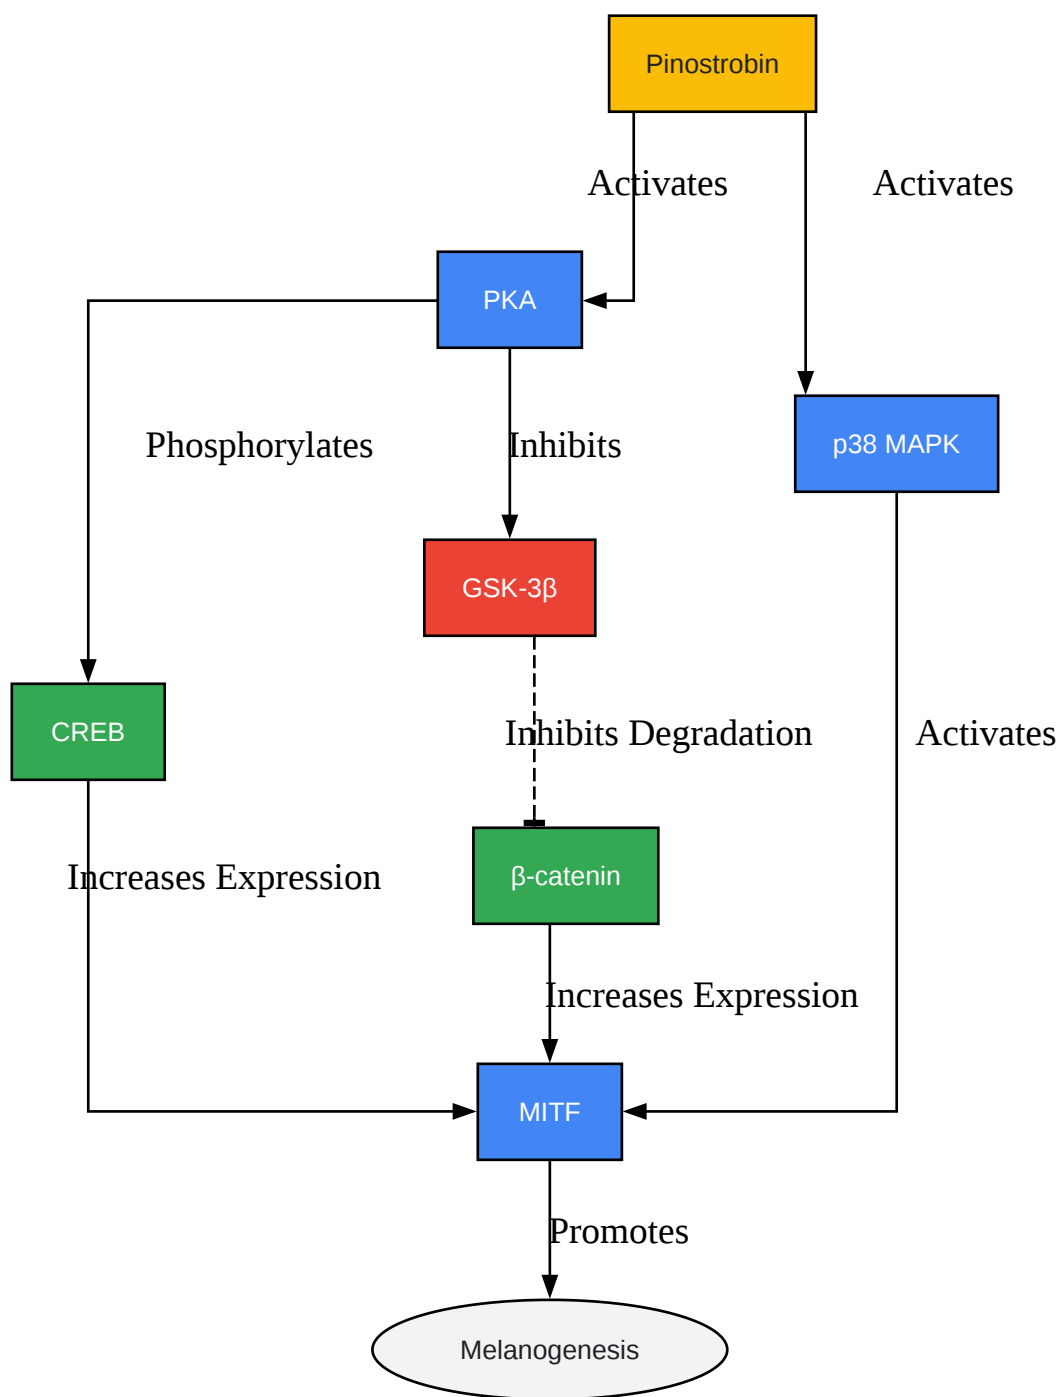 Pinostrobin
Activates
Activates
PKA
Phosphorylates
Inhibits
p38 MAPK
GSK-3β
CREB
Inhibits Degradation
Activates
β-catenin
Increases Expression
Increases Expression
MITF
Promotes
Melanogenesis